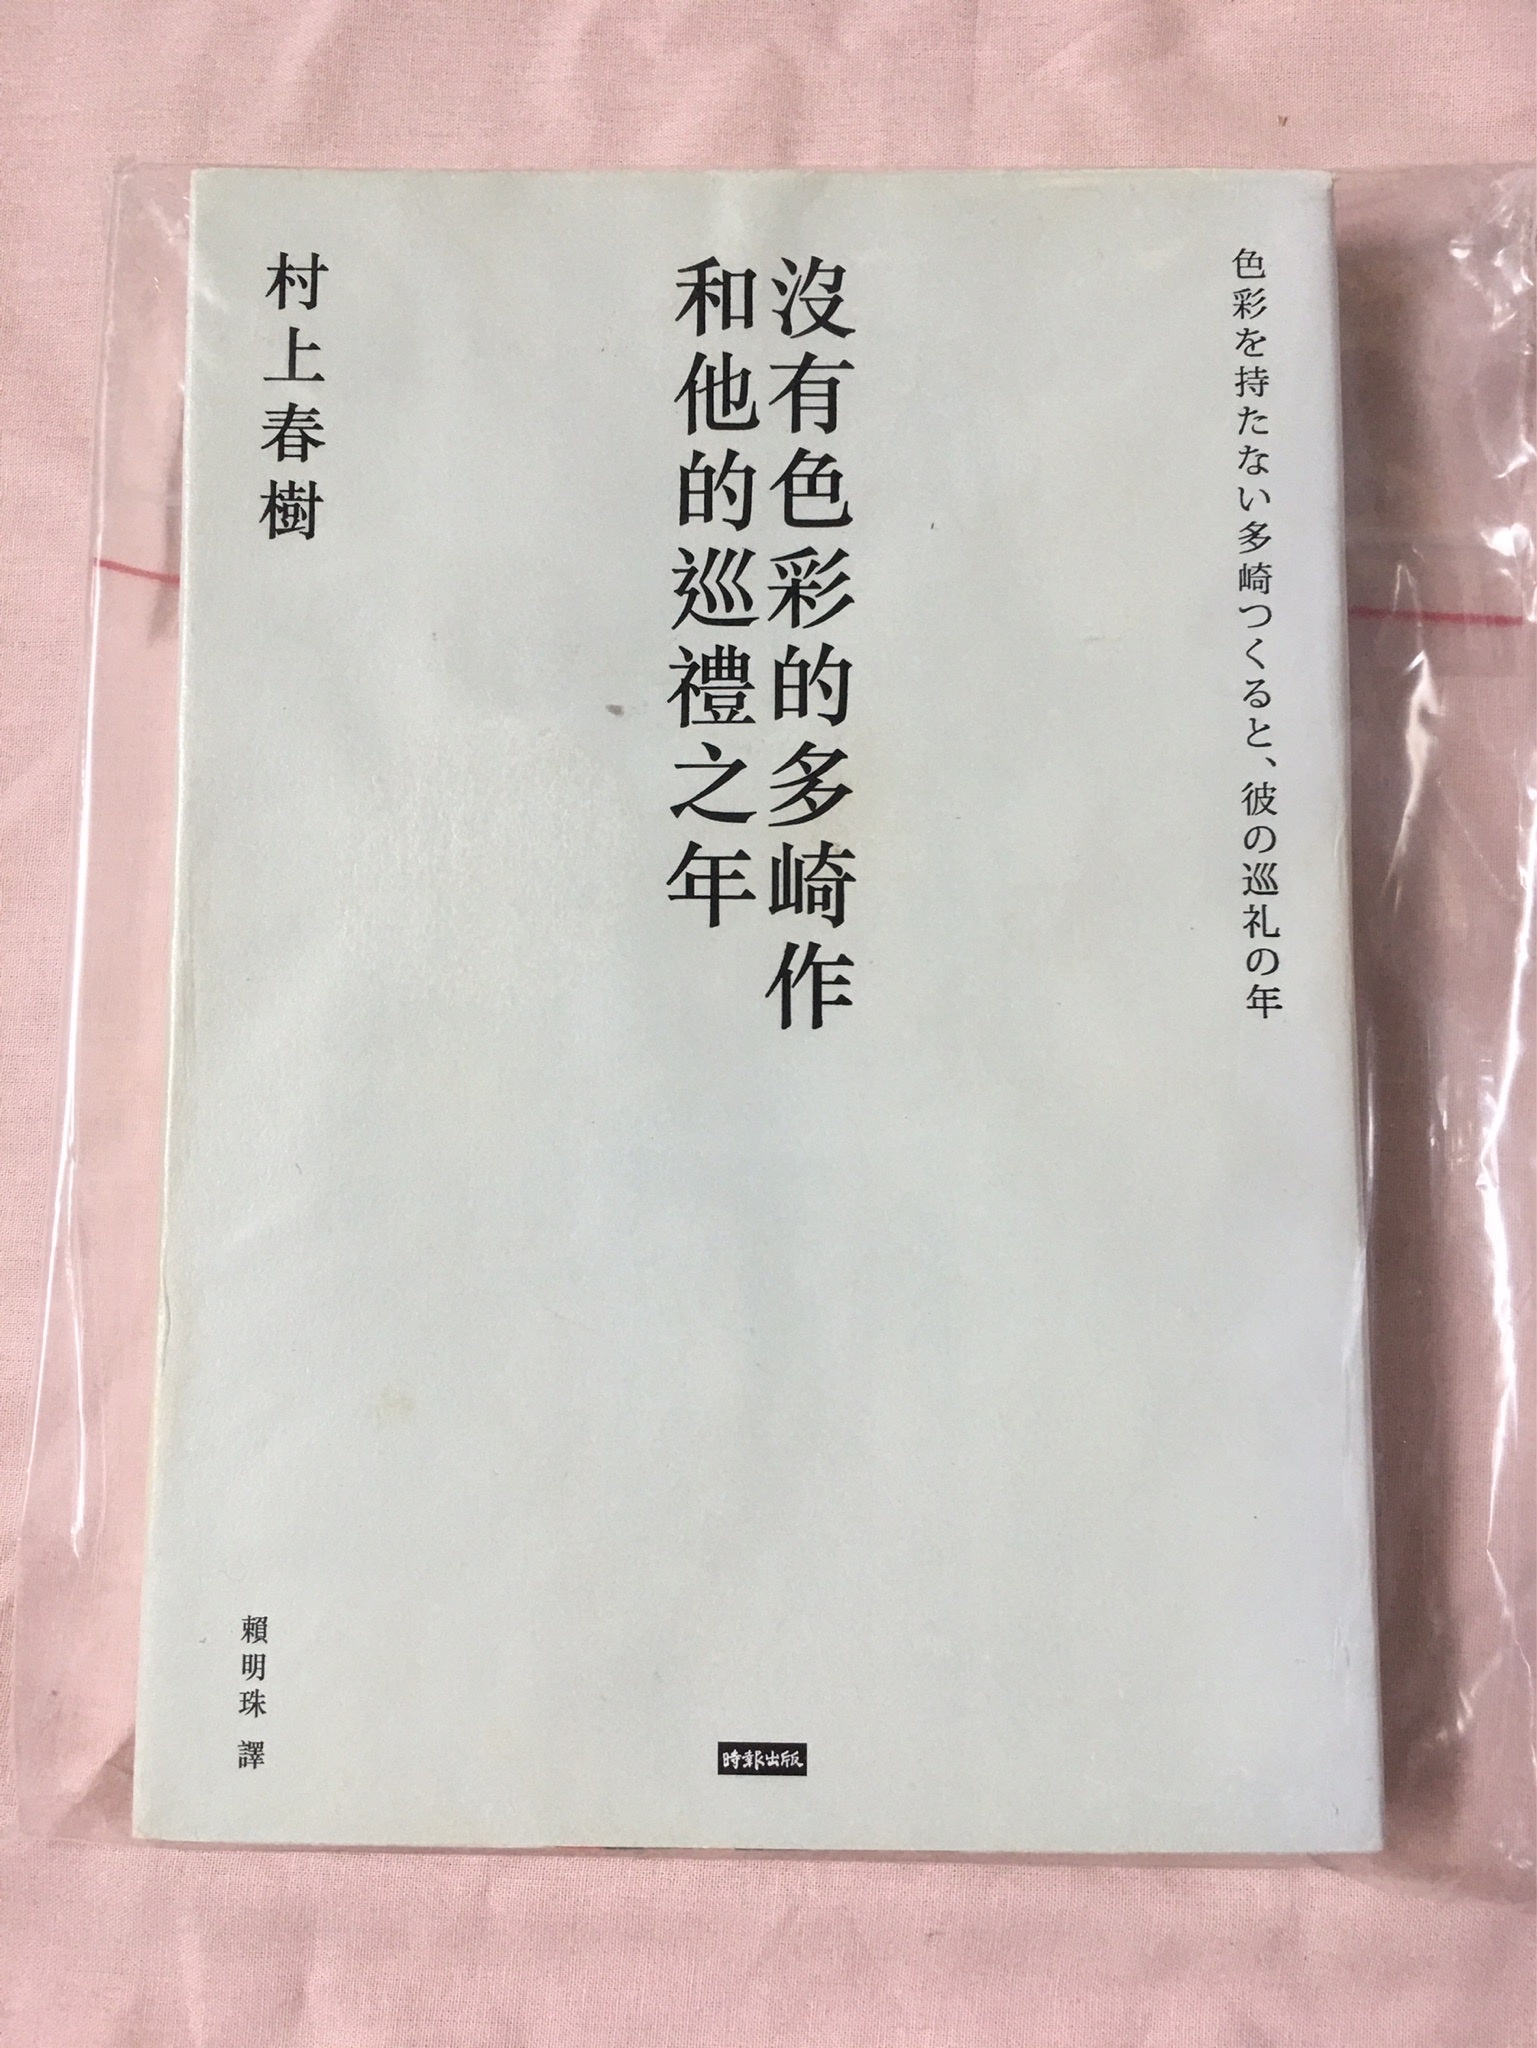 色彩を持たない多崎つくると、彼の巡礼の年
沒有色彩的多崎作
和他的巡禮之年
村上春樹
賴明珠 譯
時報出版